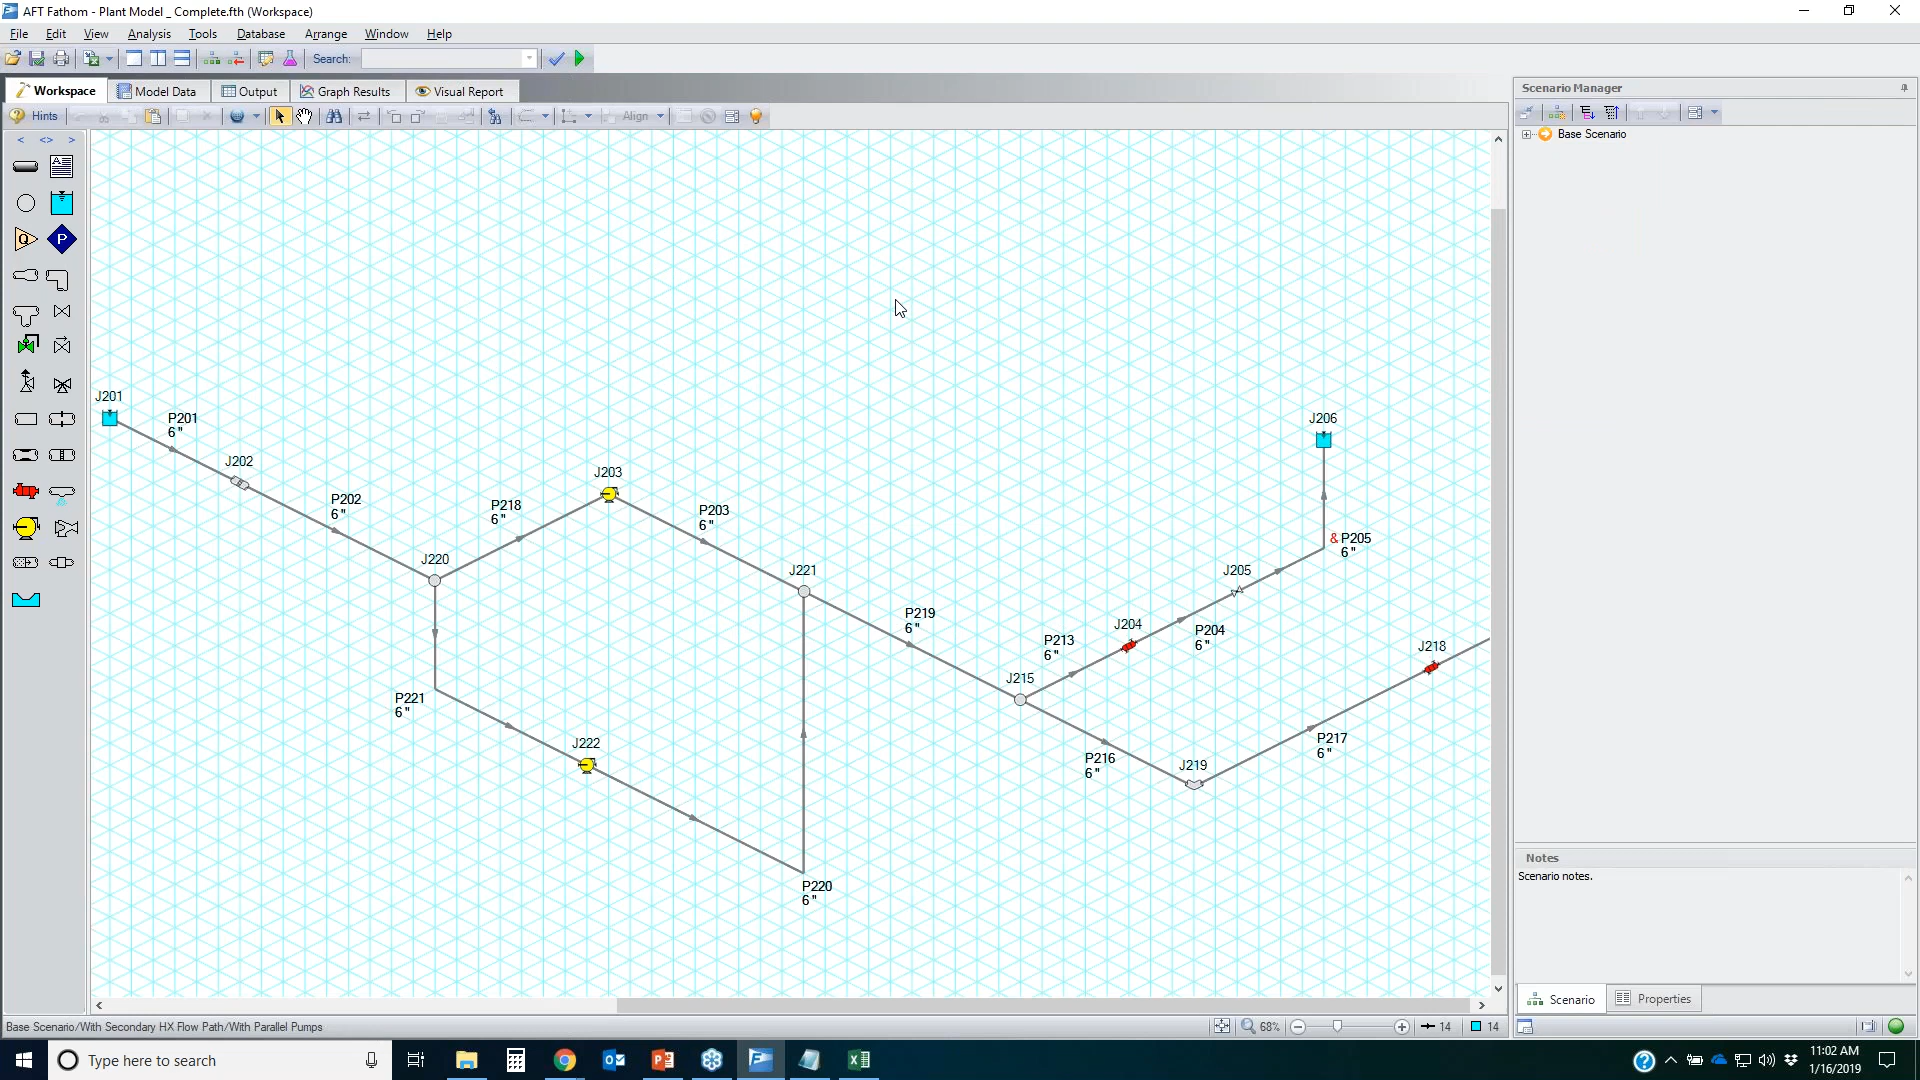 AFT Fathom - Plant Model _ Complete.fth (Workspace)
File Edit View Analysis Tools Database Arrange Window Help
Search:
Workspace Model Data Output Graph Results Visual Report
Hints Align
< <> >
A
Q P
J201
P201
6"
J202
P202
6"
J220
P218
6"
J203
P203
6"
J221
P221
6"
J222
P220
6"
P219
6"
J215
P213
6"
J204
P204
6"
J205
& P205
6"
J206
P216
6"
J219
P217
6"
J218
Scenario Manager
Base Scenario
Notes
Scenario notes.
Scenario Properties
Base Scenario/With Secondary HX Flow Path/With Parallel Pumps
68% 14 14
Type here to search
11:02 AM
1/16/2019